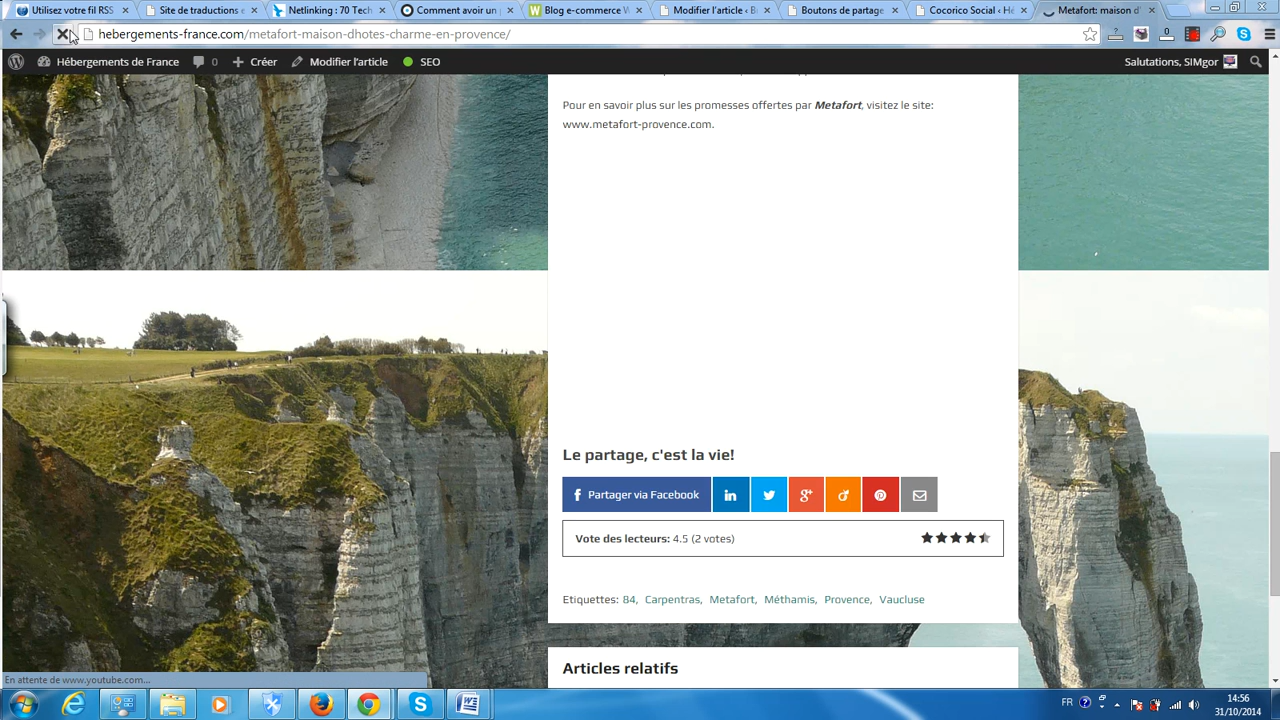 Utilisez votre fil RSS
Site de traductions e
Netlinking : 70 Tech
Comment avoir un p
Blog e-commerce W
Modifier l'article ‹ B
Boutons de partage
Cocorico Social ‹ H
Metafort: maison d'
hebergements-france.com/metafort-maison-dhotes-charme-en-provence/
Hébergements de France
0
Créer
Modifier l'article
SEO
Salutations, SIMgor
Pour en savoir plus sur les promesses offertes par Metafort, visitez le site:
www.metafort-provence.com.
Le partage, c'est la vie!
Partager via Facebook
Vote des lecteurs: 4.5 (2 votes)
Etiquettes: 84, Carpentras, Metafort, Méthamis, Provence, Vaucluse
Articles relatifs
En attente de www.youtube.com...
FR
14:56
31/10/2014